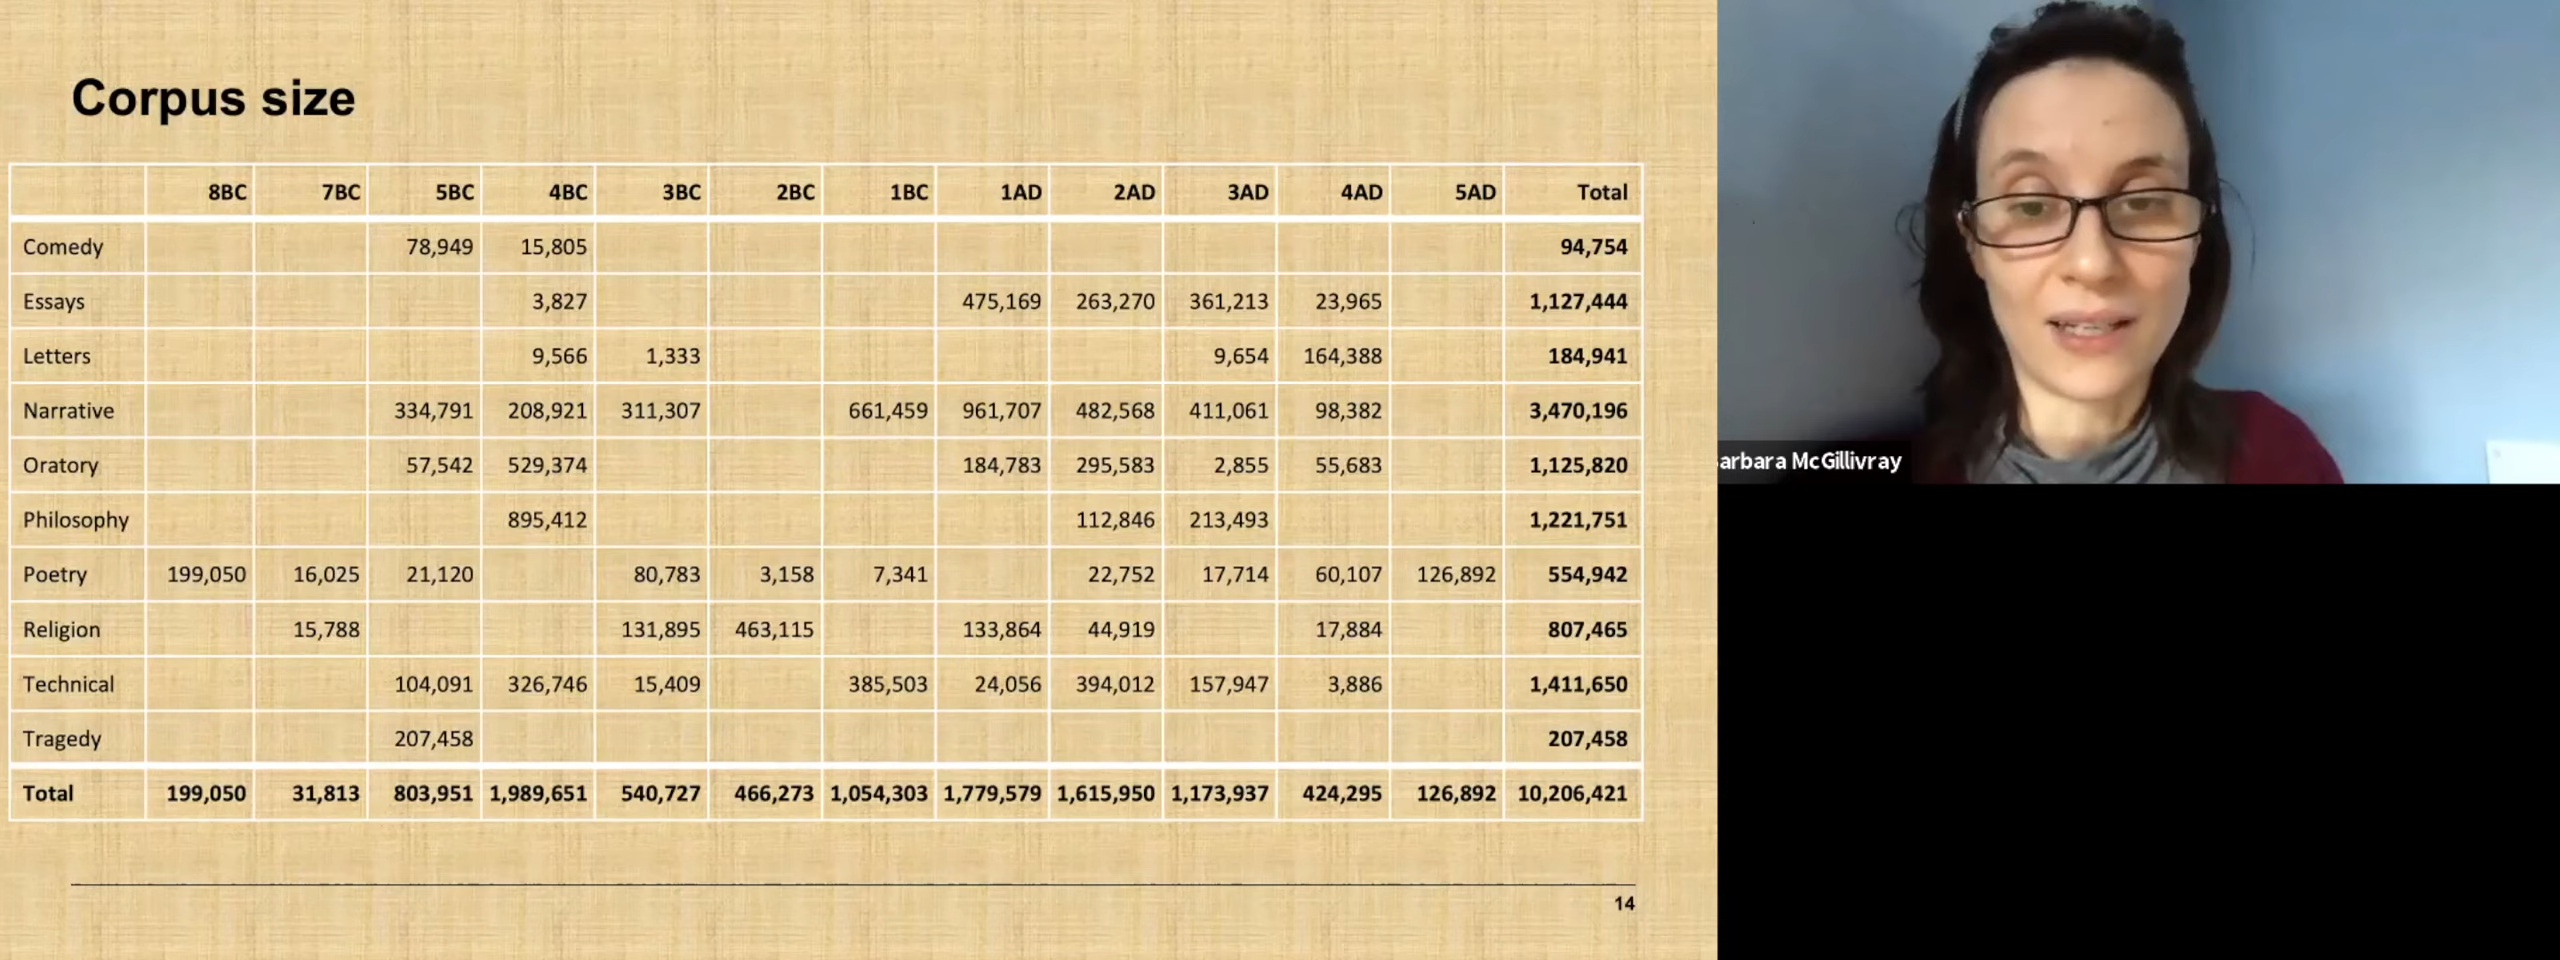 Corpus size
8BC 7BC 5BC 4BC 3BC 2BC 1BC 1AD 2AD 3AD 4AD 5AD Total
Comedy 78,949 15,805 94,754
Essays 3,827 475,169 263,270 361,213 23,965 1,127,444
Letters 9,566 1,333 9,654 164,388 184,941
Narrative 334,791 208,921 311,307 661,459 961,707 482,568 411,061 98,382 3,470,196
Oratory 57,542 529,374 184,783 295,583 2,855 55,683 1,125,820
Philosophy 895,412 112,846 213,493 1,221,751
Poetry 199,050 16,025 21,120 80,783 3,158 7,341 22,752 17,714 60,107 126,892 554,942
Religion 15,788 131,895 463,115 133,864 44,919 17,884 807,465
Technical 104,091 326,746 15,409 385,503 24,056 394,012 157,947 3,886 1,411,650
Tragedy 207,458 207,458
Total 199,050 31,813 803,951 1,989,651 540,727 466,273 1,054,303 1,779,579 1,615,950 1,173,937 424,295 126,892 10,206,421
14
arbara McGillivray